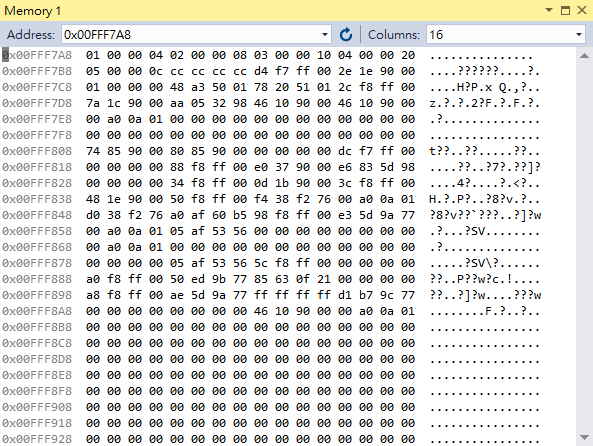 Memory 1
Address: 0x00FFF7A8 Columns: 16
0x00FFF7A8 01 00 00 04 02 00 00 08 03 00 00 10 04 00 00 20 ...............
0x00FFF7B8 05 00 00 0c cc cc cc cc d4 f7 ff 00 2e 1e 90 00 ....??????....?.
0x00FFF7C8 01 00 00 00 48 a3 50 01 78 20 51 01 2c f8 ff 00 ....H?P.x Q.,?..
0x00FFF7D8 7a 1c 90 00 aa 05 32 98 46 10 90 00 46 10 90 00 z.?.?.2?F.?.F.?.
0x00FFF7E8 00 a0 0a 01 00 00 00 00 00 00 00 00 00 00 00 00 .?..............
0x00FFF7F8 00 00 00 00 00 00 00 00 00 00 00 00 00 00 00 00 ................
0x00FFF808 74 85 90 00 80 85 90 00 00 00 00 00 dc f7 ff 00 t??..??.....??..
0x00FFF818 00 00 00 00 88 f8 ff 00 e0 37 90 00 e6 83 5d 98 ....??..?7?.??]?
0x00FFF828 00 00 00 00 34 f8 ff 00 0d 1b 90 00 3c f8 ff 00 ....4?....?.<?..
0x00FFF838 48 1e 90 00 50 f8 ff 00 f4 38 f2 76 00 a0 0a 01 H.?.P?..?8?v.?..
0x00FFF848 d0 38 f2 76 a0 af 60 b5 98 f8 ff 00 e3 5d 9a 77 ?8?v??`???..?]?w
0x00FFF858 00 a0 0a 01 05 af 53 56 00 00 00 00 00 00 00 00 .?...?SV........
0x00FFF868 00 a0 0a 01 00 00 00 00 00 00 00 00 00 00 00 00 .?..............
0x00FFF878 00 00 00 00 05 af 53 56 5c f8 ff 00 00 00 00 00 .....?SV\?......
0x00FFF888 a0 f8 ff 00 50 ed 9b 77 85 63 0f 21 00 00 00 00 ??..P??w?c.!....
0x00FFF898 a8 f8 ff 00 ae 5d 9a 77 ff ff ff ff d1 b7 9c 77 ??..?]?w....???w
0x00FFF8A8 00 00 00 00 00 00 00 00 46 10 90 00 00 a0 0a 01 ........F.?..?..
0x00FFF8B8 00 00 00 00 00 00 00 00 00 00 00 00 00 00 00 00 ................
0x00FFF8C8 00 00 00 00 00 00 00 00 00 00 00 00 00 00 00 00 ................
0x00FFF8D8 00 00 00 00 00 00 00 00 00 00 00 00 00 00 00 00 ................
0x00FFF8E8 00 00 00 00 00 00 00 00 00 00 00 00 00 00 00 00 ................
0x00FFF8F8 00 00 00 00 00 00 00 00 00 00 00 00 00 00 00 00 ................
0x00FFF908 00 00 00 00 00 00 00 00 00 00 00 00 00 00 00 00 ................
0x00FFF918 00 00 00 00 00 00 00 00 00 00 00 00 00 00 00 00 ................
0x00FFF928 00 00 00 00 00 00 00 00 00 00 00 00 00 00 00 00 ................